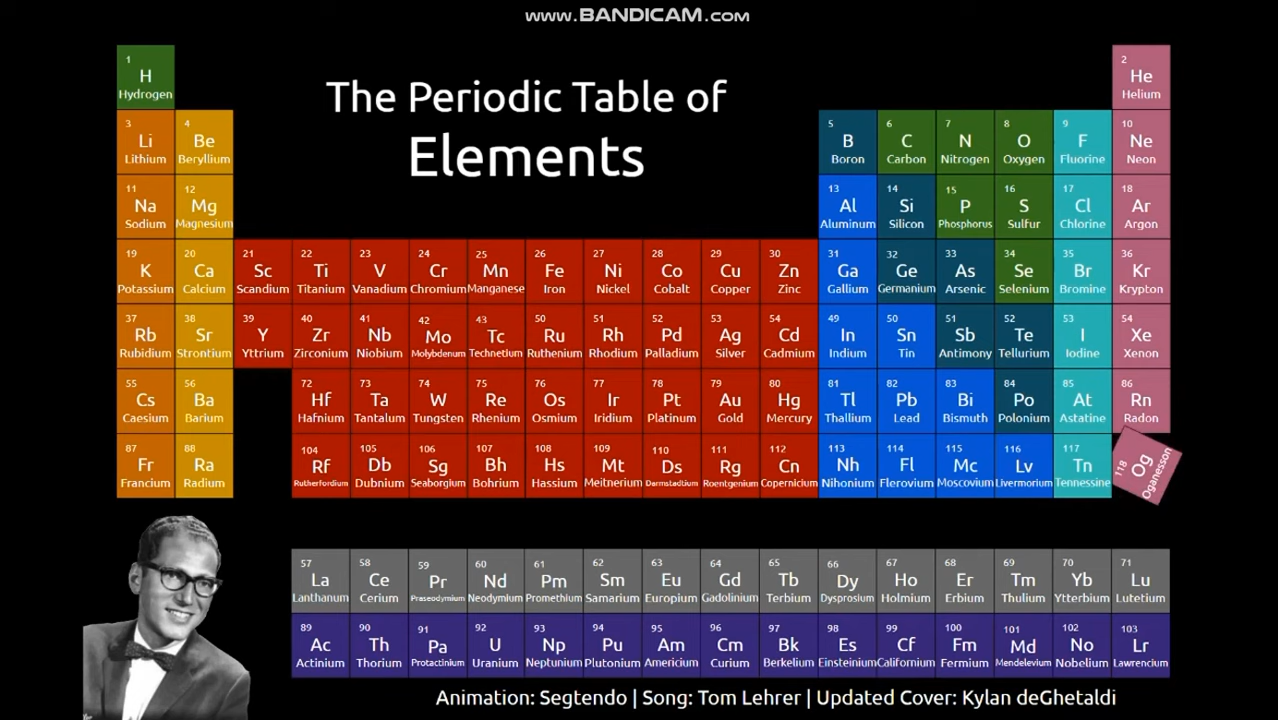 www.BANDICAM.com
The Periodic Table of
Elements
1 2
H He
Hydrogen Helium
3 4 5 6 7 8 9 10
Li Be B C N O F Ne
Lithium Beryllium Boron Carbon Nitrogen Oxygen Fluorine Neon
11 12 13 14 15 16 17 18
Na Mg Al Si P S Cl Ar
Sodium Magnesium Aluminum Silicon Phosphorus Sulfur Chlorine Argon
19 20 21 22 23 24 25 26 27 28 29 30 31 32 33 34 35 36
K Ca Sc Ti V Cr Mn Fe Ni Co Cu Zn Ga Ge As Se Br Kr
Potassium Calcium Scandium Titanium Vanadium Chromium Manganese Iron Nickel Cobalt Copper Zinc Gallium Germanium Arsenic Selenium Bromine Krypton
37 38 39 40 41 42 43 50 51 52 53 54 49 50 51 52 53 54
Rb Sr Y Zr Nb Mo Tc Ru Rh Pd Ag Cd In Sn Sb Te I Xe
Rubidium Strontium Yttrium Zirconium Niobium Molybdenum Technetium Ruthenium Rhodium Palladium Silver Cadmium Indium Tin Antimony Tellurium Iodine Xenon
55 56 72 73 74 75 76 77 78 79 80 81 82 83 84 85 86
Cs Ba Hf Ta W Re Os Ir Pt Au Hg Tl Pb Bi Po At Rn
Caesium Barium Hafnium Tantalum Tungsten Rhenium Osmium Iridium Platinum Gold Mercury Thallium Lead Bismuth Polonium Astatine Radon
87 88 104 105 106 107 108 109 110 111 112 113 114 115 116 117 118
Fr Ra Rf Db Sg Bh Hs Mt Ds Rg Cn Nh Fl Mc Lv Tn Og
Francium Radium Rutherfordium Dubnium Seaborgium Bohrium Hassium Meitnerium Darmstadtium Roentgenium Copernicium Nihonium Flerovium Moscovium Livermorium Tennessine Oganesson
57 58 59 60 61 62 63 64 65 66 67 68 69 70 71
La Ce Pr Nd Pm Sm Eu Gd Tb Dy Ho Er Tm Yb Lu
Lanthanum Cerium Praseodymium Neodymium Promethium Samarium Europium Gadolinium Terbium Dysprosium Holmium Erbium Thulium Ytterbium Lutetium
89 90 91 92 93 94 95 96 97 98 99 100 101 102 103
Ac Th Pa U Np Pu Am Cm Bk Es Cf Fm Md No Lr
Actinium Thorium Protactinium Uranium Neptunium Plutonium Americium Curium Berkelium Einsteinium Californium Fermium Mendelevium Nobelium Lawrencium
Animation: Segtendo | Song: Tom Lehrer | Updated Cover: Kylan deGhetaldi